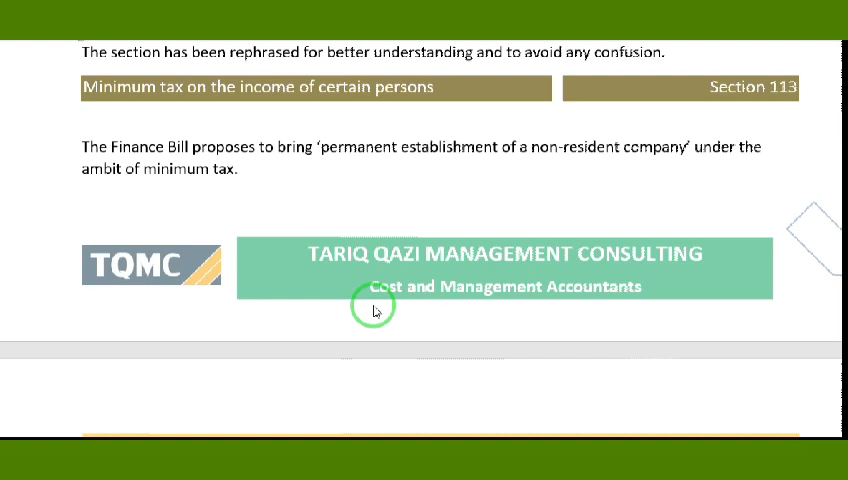 The section has been rephrased for better understanding and to avoid any confusion.
Minimum tax on the income of certain persons Section 113
The Finance Bill proposes to bring ‘permanent establishment of a non-resident company’ under the
ambit of minimum tax.
TQMC
TARIQ QAZI MANAGEMENT CONSULTING
Cost and Management Accountants